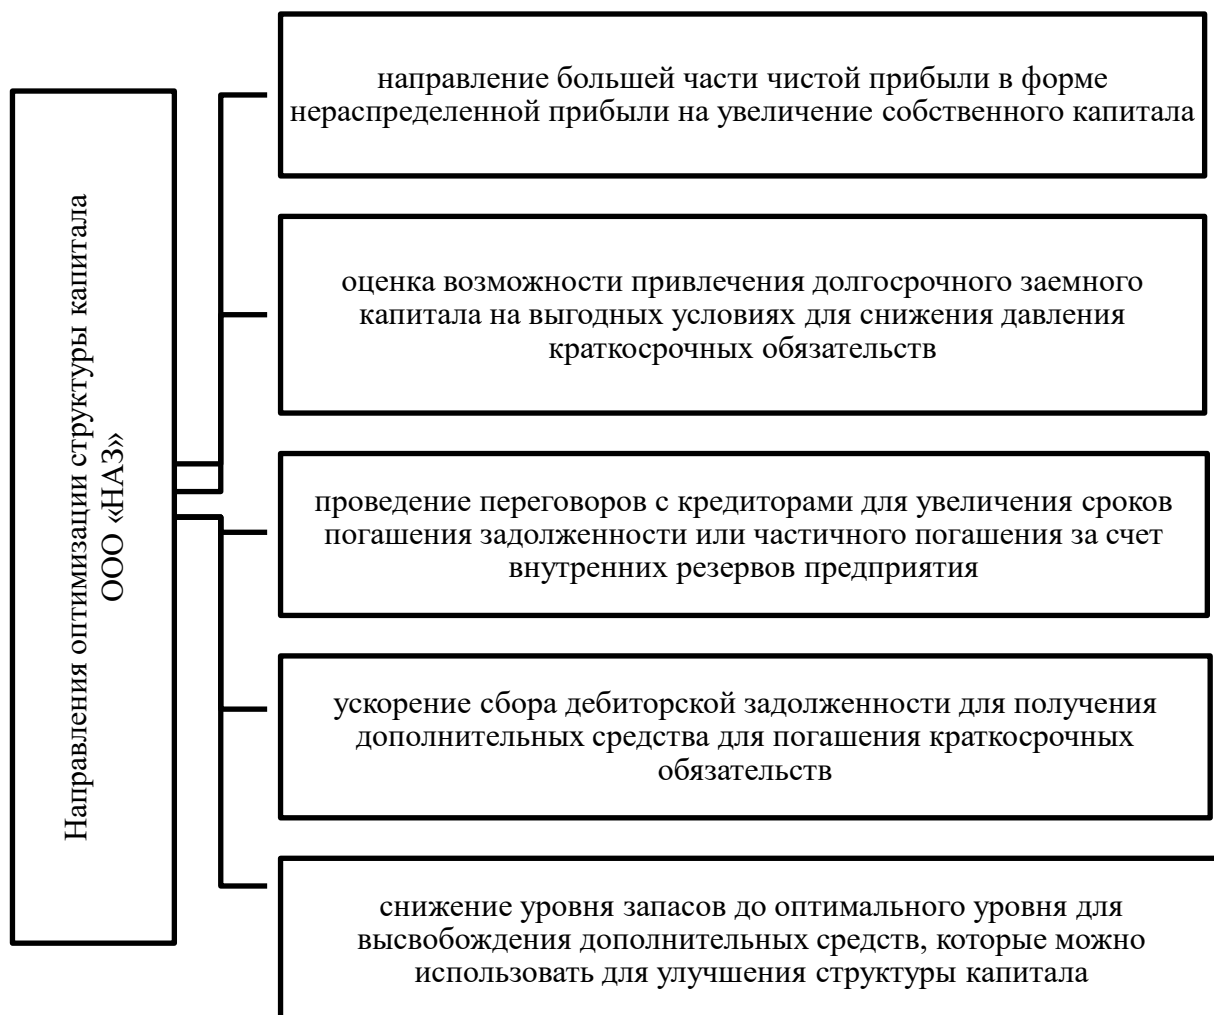 Направления оптимизации структуры капитала
ООО «НАЗ»
направление большей части чистой прибыли в форме
нераспределенной прибыли на увеличение собственного капитала
оценка возможности привлечения долгосрочного заемного
капитала на выгодных условиях для снижения давления
краткосрочных обязательств
проведение переговоров с кредиторами для увеличения сроков
погашения задолженности или частичного погашения за счет
внутренних резервов предприятия
ускорение сбора дебиторской задолженности для получения
дополнительных средства для погашения краткосрочных
обязательств
снижение уровня запасов до оптимального уровня для
высвобождения дополнительных средств, которые можно
использовать для улучшения структуры капитала